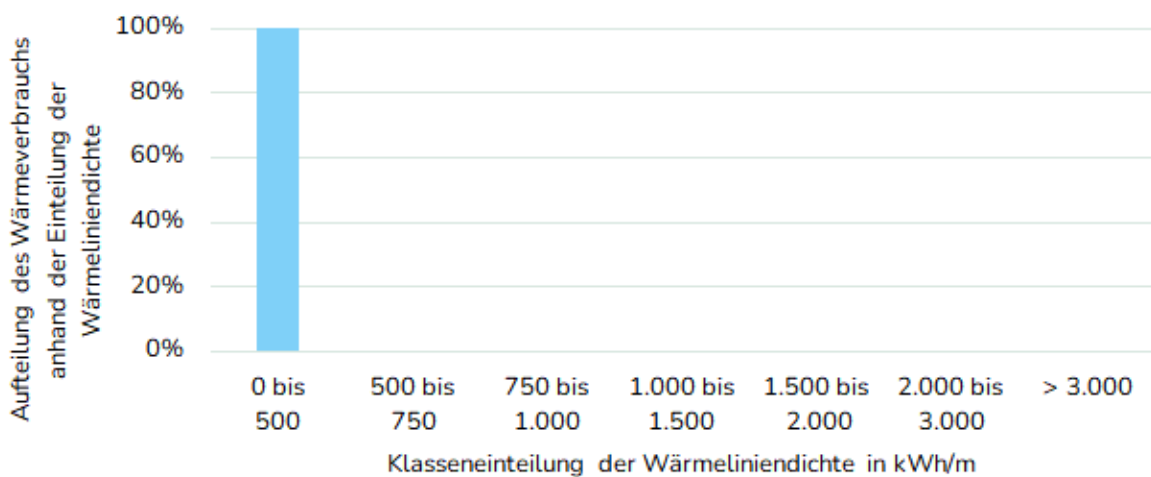 Aufteilung des Wärmeverbrauchs
anhand der Einteilung der
Wärmeliniendichte
100%
80%
60%
40%
20%
0%
0 bis 500
500 bis 750
750 bis 1.000
1.000 bis 1.500
1.500 bis 2.000
2.000 bis 3.000
> 3.000
Klasseneinteilung der Wärmeliniendichte in kWh/m